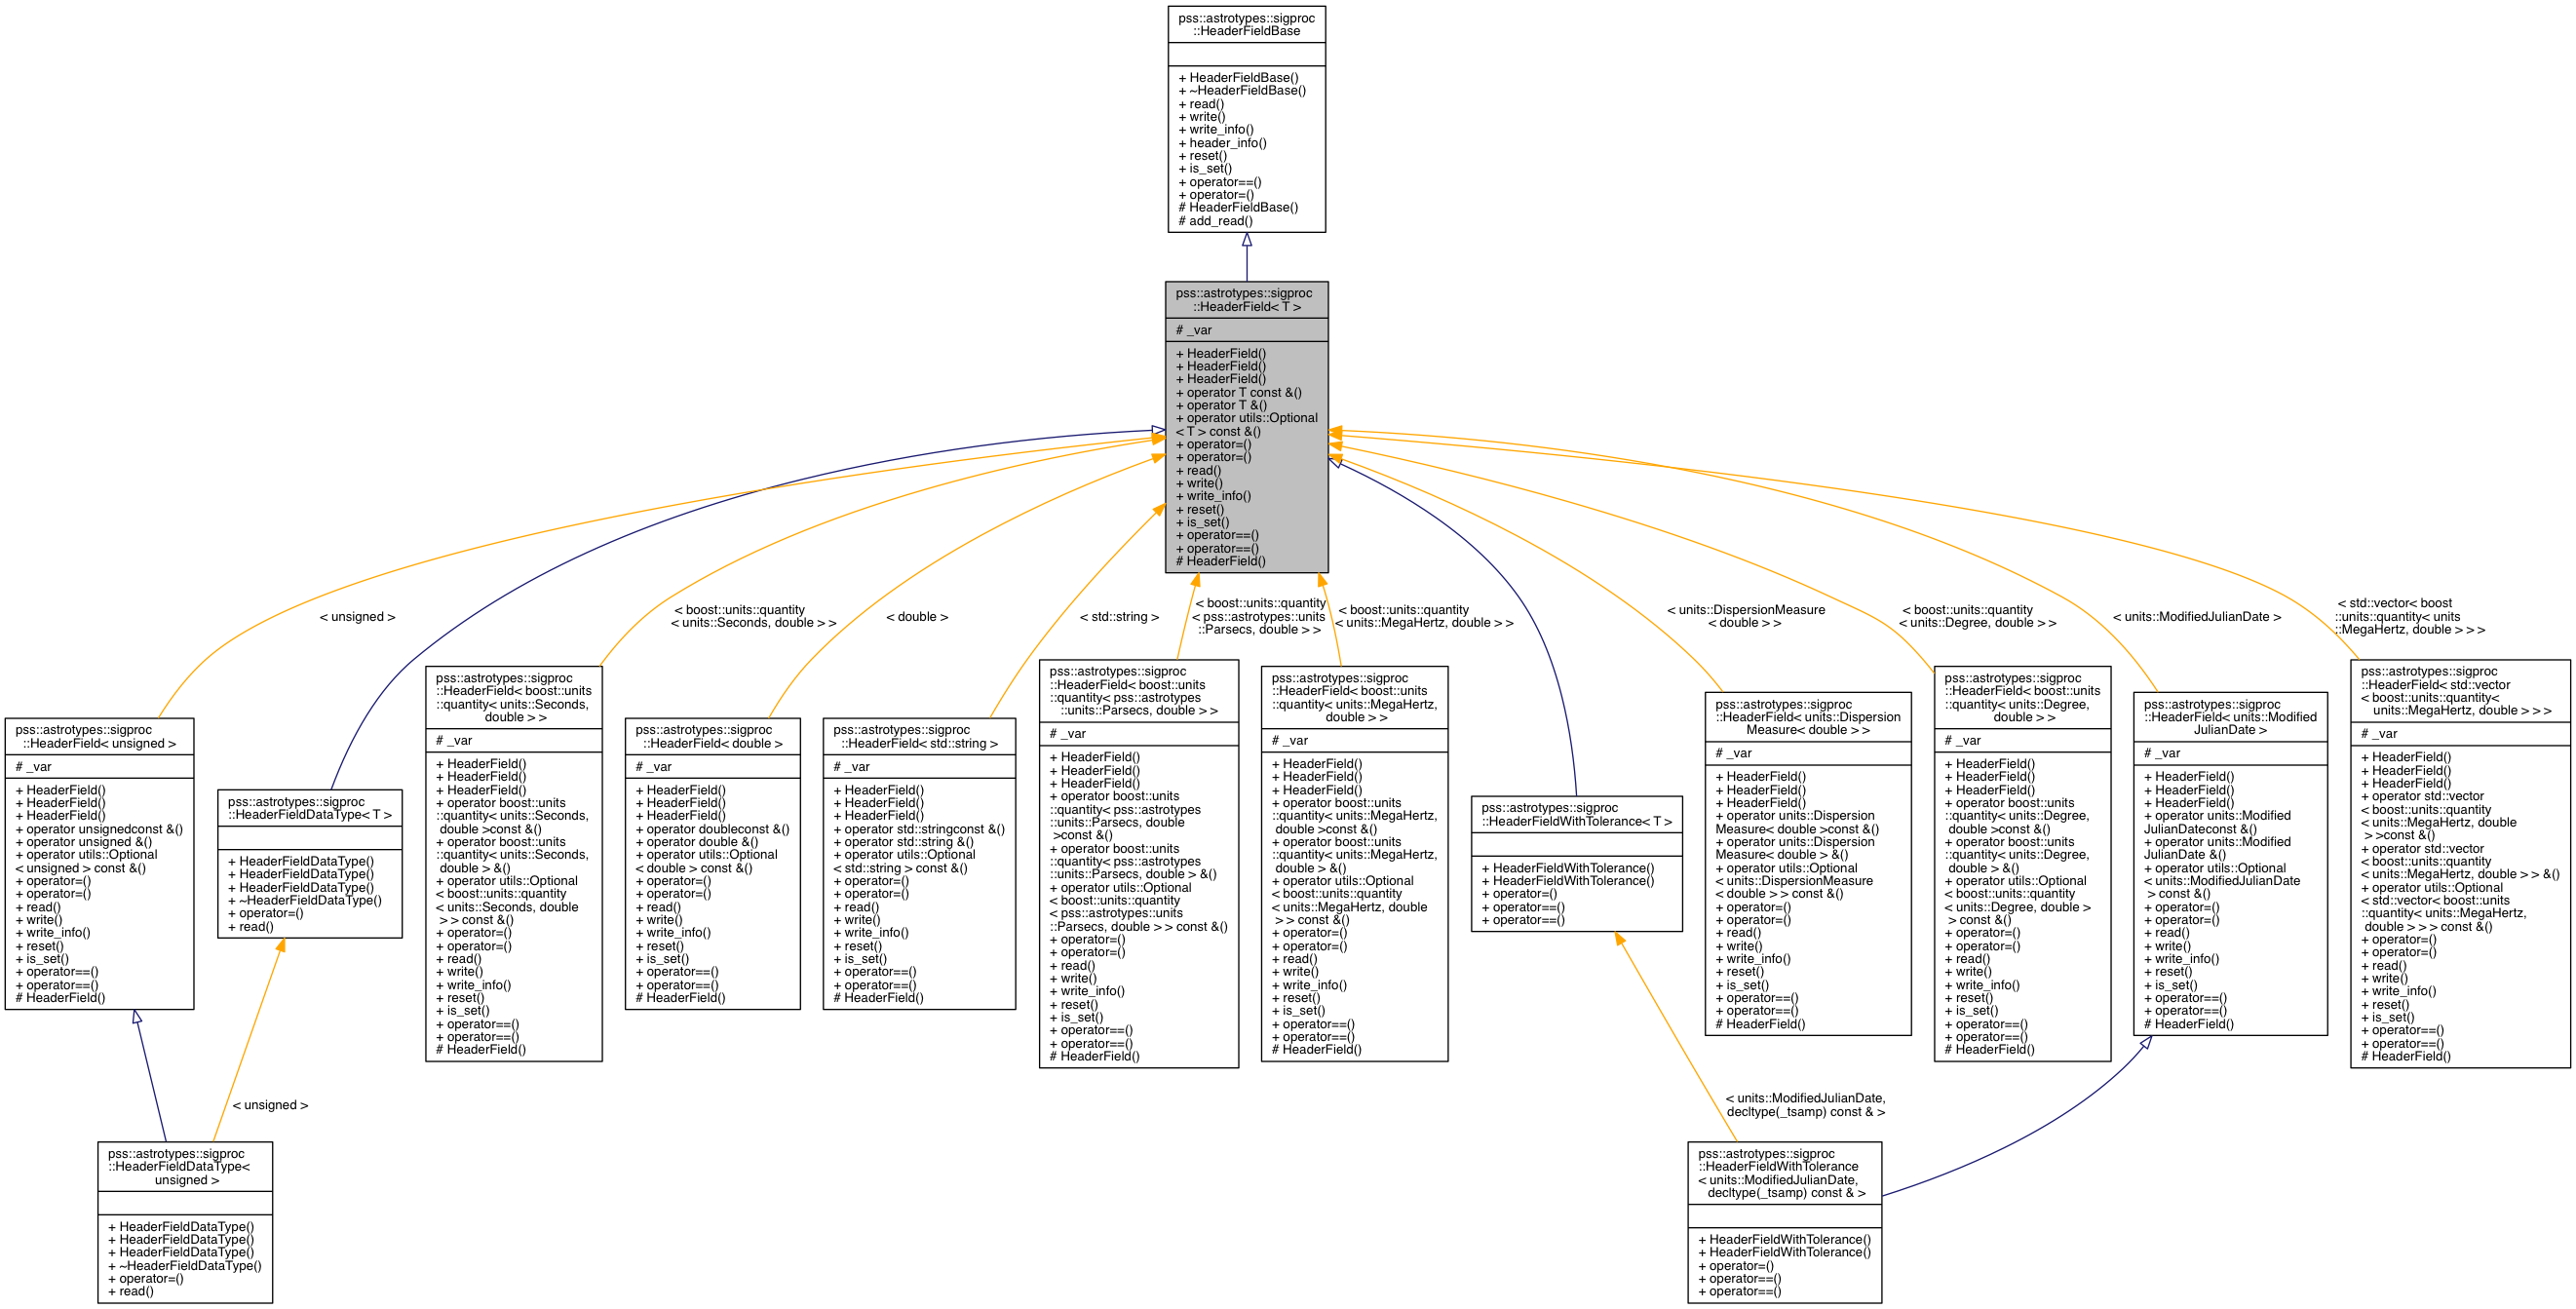 pss::astrotypes::sigproc
::HeaderFieldBase
+ HeaderFieldBase()
+ ~HeaderFieldBase()
+ read()
+ write()
+ write_info()
+ header_info()
+ reset()
+ is_set()
+ operator==()
+ operator=()
# HeaderFieldBase()
# add_read()
pss::astrotypes::sigproc
::HeaderField< T >
# _var
+ HeaderField()
+ HeaderField()
+ HeaderField()
+ operator T const &()
+ operator T &()
+ operator utils::Optional
< T > const &()
+ operator=()
+ operator=()
+ read()
+ write()
+ write_info()
+ reset()
+ is_set()
+ operator==()
+ operator==()
# HeaderField()
< unsigned >
< boost::units::quantity
< units::Seconds, double > >
< double >
< std::string >
< boost::units::quantity
< pss::astrotypes::units
::Parsecs, double > >
< boost::units::quantity
< units::MegaHertz, double > >
< units::DispersionMeasure
< double > >
< boost::units::quantity
< units::Degree, double > >
< units::ModifiedJulianDate >
< std::vector< boost
::units::quantity< units
::MegaHertz, double > > >
pss::astrotypes::sigproc
::HeaderField< unsigned >
# _var
+ HeaderField()
+ HeaderField()
+ HeaderField()
+ operator unsignedconst &()
+ operator unsigned &()
+ operator utils::Optional
< unsigned > const &()
+ operator=()
+ operator=()
+ read()
+ write()
+ write_info()
+ reset()
+ is_set()
+ operator==()
+ operator==()
# HeaderField()
pss::astrotypes::sigproc
::HeaderFieldDataType< T >
+ HeaderFieldDataType()
+ HeaderFieldDataType()
+ HeaderFieldDataType()
+ ~HeaderFieldDataType()
+ operator=()
+ read()
pss::astrotypes::sigproc
::HeaderField< boost::units
::quantity< units::Seconds,
double > >
# _var
+ HeaderField()
+ HeaderField()
+ HeaderField()
+ operator boost::units
::quantity< units::Seconds,
double >const &()
+ operator boost::units
::quantity< units::Seconds,
double > &()
+ operator utils::Optional
< boost::units::quantity
< units::Seconds, double
> > const &()
+ operator=()
+ operator=()
+ read()
+ write()
+ write_info()
+ reset()
+ is_set()
+ operator==()
+ operator==()
# HeaderField()
pss::astrotypes::sigproc
::HeaderField< double >
# _var
+ HeaderField()
+ HeaderField()
+ HeaderField()
+ operator doubleconst &()
+ operator double &()
+ operator utils::Optional
< double > const &()
+ operator=()
+ operator=()
+ read()
+ write()
+ write_info()
+ reset()
+ is_set()
+ operator==()
+ operator==()
# HeaderField()
pss::astrotypes::sigproc
::HeaderField< std::string >
# _var
+ HeaderField()
+ HeaderField()
+ HeaderField()
+ operator std::stringconst &()
+ operator std::string &()
+ operator utils::Optional
< std::string > const &()
+ operator=()
+ operator=()
+ read()
+ write()
+ write_info()
+ reset()
+ is_set()
+ operator==()
+ operator==()
# HeaderField()
pss::astrotypes::sigproc
::HeaderField< boost::units
::quantity< pss::astrotypes
::units::Parsecs, double > >
# _var
+ HeaderField()
+ HeaderField()
+ HeaderField()
+ operator boost::units
::quantity< pss::astrotypes
::units::Parsecs, double
>const &()
+ operator boost::units
::quantity< pss::astrotypes
::units::Parsecs, double > &()
+ operator utils::Optional
< boost::units::quantity
< pss::astrotypes::units
::Parsecs, double > > const &()
+ operator=()
+ operator=()
+ read()
+ write()
+ write_info()
+ reset()
+ is_set()
+ operator==()
+ operator==()
# HeaderField()
pss::astrotypes::sigproc
::HeaderField< boost::units
::quantity< units::MegaHertz,
double > >
# _var
+ HeaderField()
+ HeaderField()
+ HeaderField()
+ operator boost::units
::quantity< units::MegaHertz,
double >const &()
+ operator boost::units
::quantity< units::MegaHertz,
double > &()
+ operator utils::Optional
< boost::units::quantity
< units::MegaHertz, double
> > const &()
+ operator=()
+ operator=()
+ read()
+ write()
+ write_info()
+ reset()
+ is_set()
+ operator==()
+ operator==()
# HeaderField()
pss::astrotypes::sigproc
::HeaderFieldWithTolerance< T >
+ HeaderFieldWithTolerance()
+ HeaderFieldWithTolerance()
+ operator=()
+ operator==()
+ operator==()
pss::astrotypes::sigproc
::HeaderField< units::Dispersion
Measure< double > >
# _var
+ HeaderField()
+ HeaderField()
+ HeaderField()
+ operator units::Dispersion
Measure< double >const &()
+ operator units::Dispersion
Measure< double > &()
+ operator utils::Optional
< units::DispersionMeasure
< double > > const &()
+ operator=()
+ operator=()
+ read()
+ write()
+ write_info()
+ reset()
+ is_set()
+ operator==()
+ operator==()
# HeaderField()
pss::astrotypes::sigproc
::HeaderField< boost::units
::quantity< units::Degree,
double > >
# _var
+ HeaderField()
+ HeaderField()
+ HeaderField()
+ operator boost::units
::quantity< units::Degree,
double >const &()
+ operator boost::units
::quantity< units::Degree,
double > &()
+ operator utils::Optional
< boost::units::quantity
< units::Degree, double >
> const &()
+ operator=()
+ operator=()
+ read()
+ write()
+ write_info()
+ reset()
+ is_set()
+ operator==()
+ operator==()
# HeaderField()
pss::astrotypes::sigproc
::HeaderField< units::Modified
JulianDate >
# _var
+ HeaderField()
+ HeaderField()
+ HeaderField()
+ operator units::Modified
JulianDateconst &()
+ operator units::Modified
JulianDate &()
+ operator utils::Optional
< units::ModifiedJulianDate
> const &()
+ operator=()
+ operator=()
+ read()
+ write()
+ write_info()
+ reset()
+ is_set()
+ operator==()
+ operator==()
# HeaderField()
pss::astrotypes::sigproc
::HeaderField< std::vector
< boost::units::quantity<
units::MegaHertz, double > > >
# _var
+ HeaderField()
+ HeaderField()
+ HeaderField()
+ operator std::vector
< boost::units::quantity
< units::MegaHertz, double
> >const &()
+ operator std::vector
< boost::units::quantity
< units::MegaHertz, double > > &()
+ operator utils::Optional
< std::vector< boost::units
::quantity< units::MegaHertz,
double > > > const &()
+ operator=()
+ operator=()
+ read()
+ write()
+ write_info()
+ reset()
+ is_set()
+ operator==()
+ operator==()
# HeaderField()
< unsigned >
< units::ModifiedJulianDate,
decltype(_tsamp) const & >
pss::astrotypes::sigproc
::HeaderFieldDataType<
unsigned >
+ HeaderFieldDataType()
+ HeaderFieldDataType()
+ HeaderFieldDataType()
+ ~HeaderFieldDataType()
+ operator=()
+ read()
pss::astrotypes::sigproc
::HeaderFieldWithTolerance
< units::ModifiedJulianDate,
decltype(_tsamp) const & >
+ HeaderFieldWithTolerance()
+ HeaderFieldWithTolerance()
+ operator=()
+ operator==()
+ operator==()